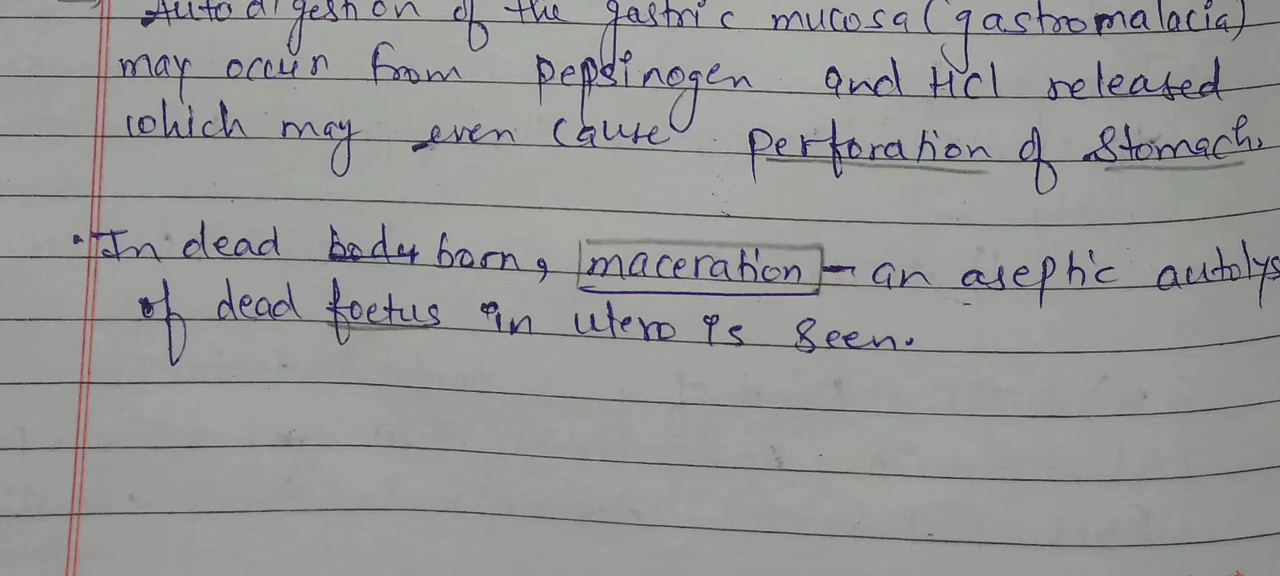 Autodigestion of the gastric mucosa (gastromalacia)
may occur from pepsinogen and Hcl released
which may even cause perforation of stomach.
• In dead body born, maceration - an aseptic autolys
of dead foetus in utero is seen.